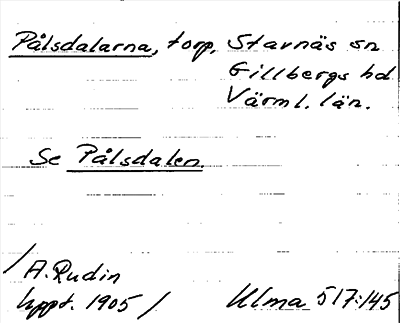 Pålsdalarna, torp, Stavnäs sn
Gillbergs hd
Värml. län.
Se Pålsdalen.
/A. Rudin
uppt. 1905 /
Ulma 517:145